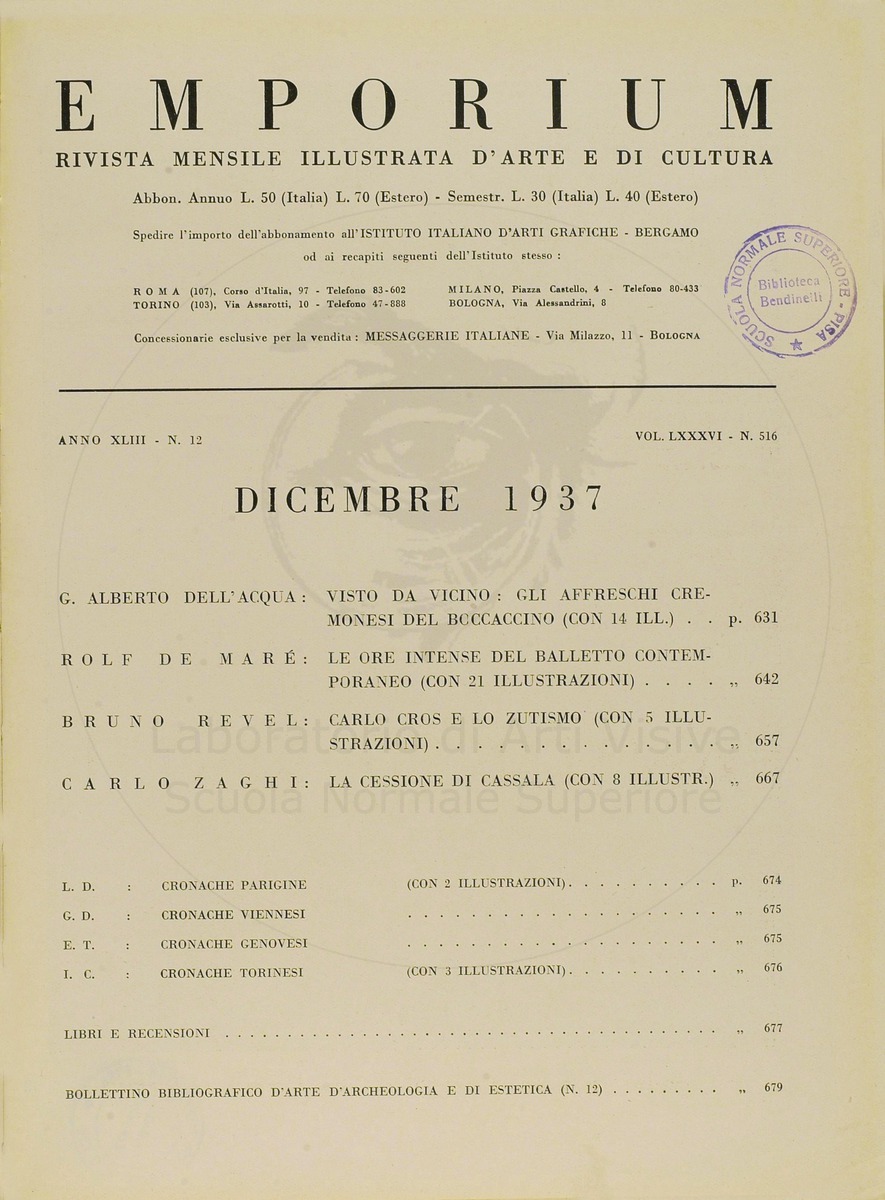 EMPORIUM
RIVISTA MENSILE ILLUSTRATA D'ARTE E DI CULTURA
Abbon. Annuo L. 50 (Italia) L. 70 (Estero) - Semestr. L. 30 (Italia) L. 40 (Estero)
Spedire l'importo dell'abbonamento all'ISTITUTO ITALIANO D'ARTI GRAFICHE - BERGAMO
od ai recapiti seguenti dell'Istituto stesso :
ROMA (107), Corso d'Italia, 97 - Telefono 83-602 MILANO, Piazza Castello, 4 - Telefono 80-433
TORINO (103), Via Assarotti, 10 - Telefono 47-888 BOLOGNA, Via Alessandrini, 8
Concessionarie esclusive per la vendita : MESSAGGERIE ITALIANE - Via Milazzo, 11 - BOLOGNA
SCUOLA NORMALE SUPERIORE - PISA
Biblioteca
Bendinelli
ANNO XLIII - N. 12 VOL. LXXXVI - N. 516
DICEMBRE 1937
G. ALBERTO DELL'ACQUA : VISTO DA VICINO : GLI AFFRESCHI CRE-
MONESI DEL BOCCACCINO (CON 14 ILL.) . . p. 631
ROLF DE MARÉ : LE ORE INTENSE DEL BALLETTO CONTEM-
PORANEO (CON 21 ILLUSTRAZIONI) . . . . „ 642
BRUNO REVEL : CARLO CROS E LO ZUTISMO (CON 5 ILLU-
STRAZIONI) . . . . . . . . . . . . . „ 657
CARLO ZAGHI : LA CESSIONE DI CASSALA (CON 8 ILLUSTR.) „ 667
Laboratorio di Arti Visive
Scuola Normale Superiore
L. D. : CRONACHE PARIGINE (CON 2 ILLUSTRAZIONI) . . . . . . . . . . p. 674
G. D. : CRONACHE VIENNESI . . . . . . . . . . . . . . . . . . . „ 675
E. T. : CRONACHE GENOVESI . . . . . . . . . . . . . . . . . . . „ 675
I. C. : CRONACHE TORINESI (CON 3 ILLUSTRAZIONI) . . . . . . . . . . „ 676
LIBRI E RECENSIONI . . . . . . . . . . . . . . . . . . . . . . . . . . . . . . . . . . . „ 677
BOLLETTINO BIBLIOGRAFICO D'ARTE D'ARCHEOLOGIA E DI ESTETICA (N. 12) . . . . . . . . . „ 679